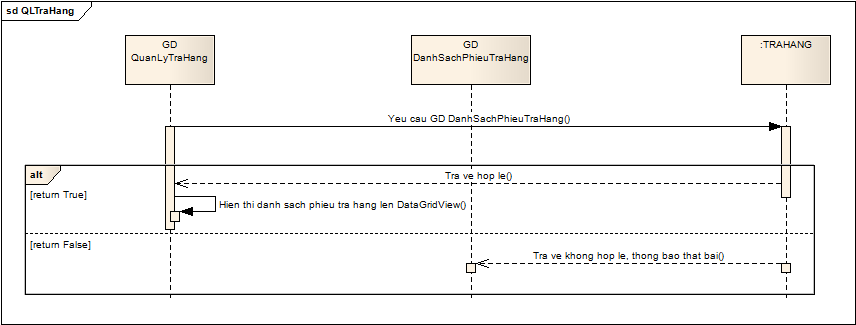 sd QLTraHang
GD
QuanLyTraHang
GD
DanhSachPhieuTraHang
:TRAHANG
Yeu cau GD DanhSachPhieuTraHang()
alt
Tra ve hop le()
[return True]
Hien thi danh sach phieu tra hang len DataGridView()
[return False]
Tra ve khong hop le, thong bao that bai()